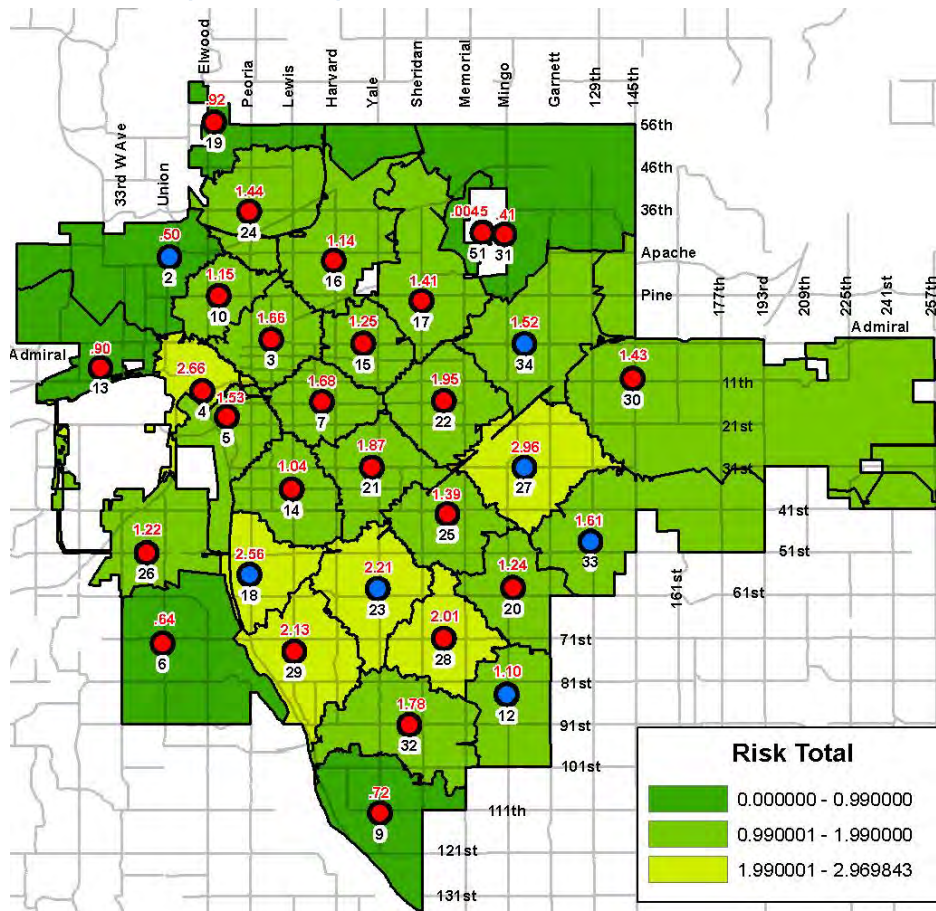 Elwood
Peoria
Lewis
Harvard
Yale
Sheridan
Memorial
Mingo
Garnett
129th
145th
33rd W Ave
Union
.92
19
56th
46th
36th
1.44
24
.50
2
1.14
16
.0045
.41
51
31
Apache
Pine
177th
193rd
209th
225th
241st
257th
1.15
10
1.41
17
1.66
3
1.25
15
1.52
34
Admiral
Admiral
.90
13
2.66
4
1.53
5
1.68
7
1.95
22
1.43
30
11th
21st
31st
1.04
14
1.87
21
2.96
27
1.39
25
41st
51st
1.22
26
2.56
18
2.21
23
1.24
20
1.61
33
161st
61st
.64
6
2.13
29
2.01
28
71st
1.10
12
81st
91st
1.78
32
101st
.72
9
111th
121st
131st
Risk Total
0.000000 - 0.990000
0.990001 - 1.990000
1.990001 - 2.969843